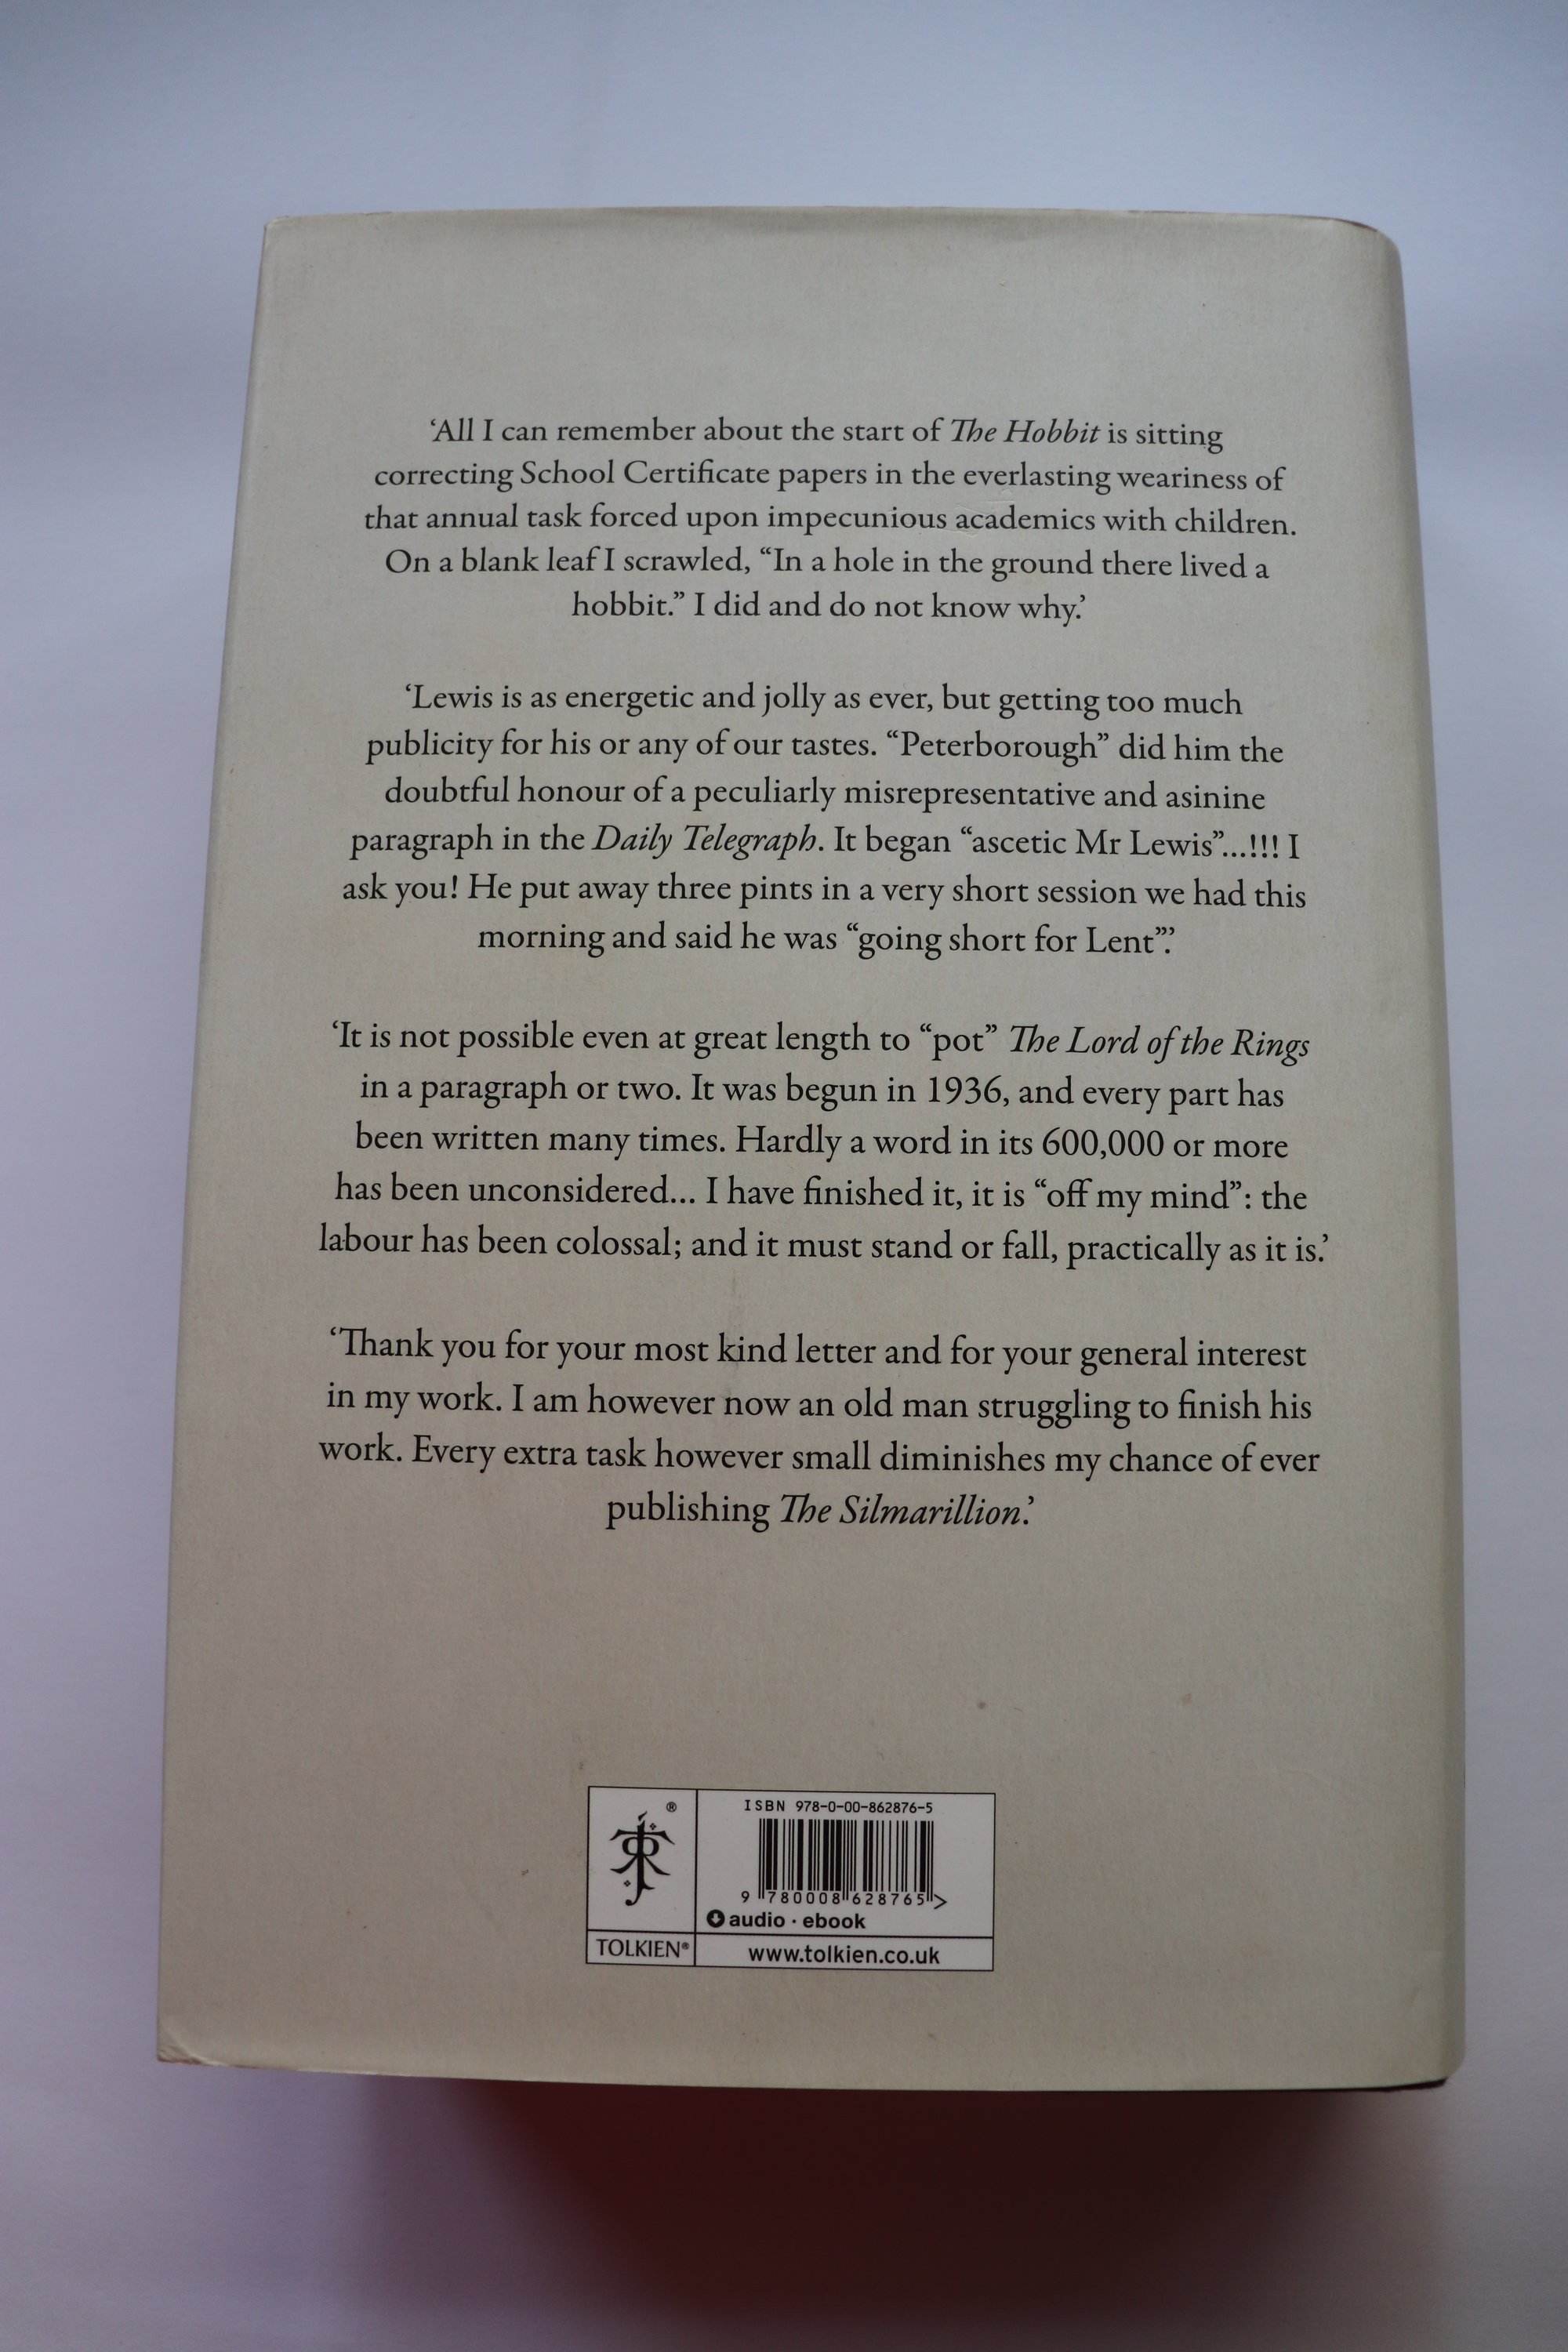 ‘All I can remember about the start of The Hobbit is sitting
correcting School Certificate papers in the everlasting weariness of
that annual task forced upon impecunious academics with children.
On a blank leaf I scrawled, “In a hole in the ground there lived a
hobbit.” I did and do not know why.’
‘Lewis is as energetic and jolly as ever, but getting too much
publicity for his or any of our tastes. “Peterborough” did him the
doubtful honour of a peculiarly misrepresentative and asinine
paragraph in the Daily Telegraph. It began “ascetic Mr Lewis”...!!! I
ask you! He put away three pints in a very short session we had this
morning and said he was “going short for Lent”.’
‘It is not possible even at great length to “pot” The Lord of the Rings
in a paragraph or two. It was begun in 1936, and every part has
been written many times. Hardly a word in its 600,000 or more
has been unconsidered... I have finished it, it is “off my mind”: the
labour has been colossal; and it must stand or fall, practically as it is.’
‘Thank you for your most kind letter and for your general interest
in my work. I am however now an old man struggling to finish his
work. Every extra task however small diminishes my chance of ever
publishing The Silmarillion.’
®
ISBN 978-0-00-862876-5
9 780008 628765 >
audio · ebook
TOLKIEN®
www.tolkien.co.uk